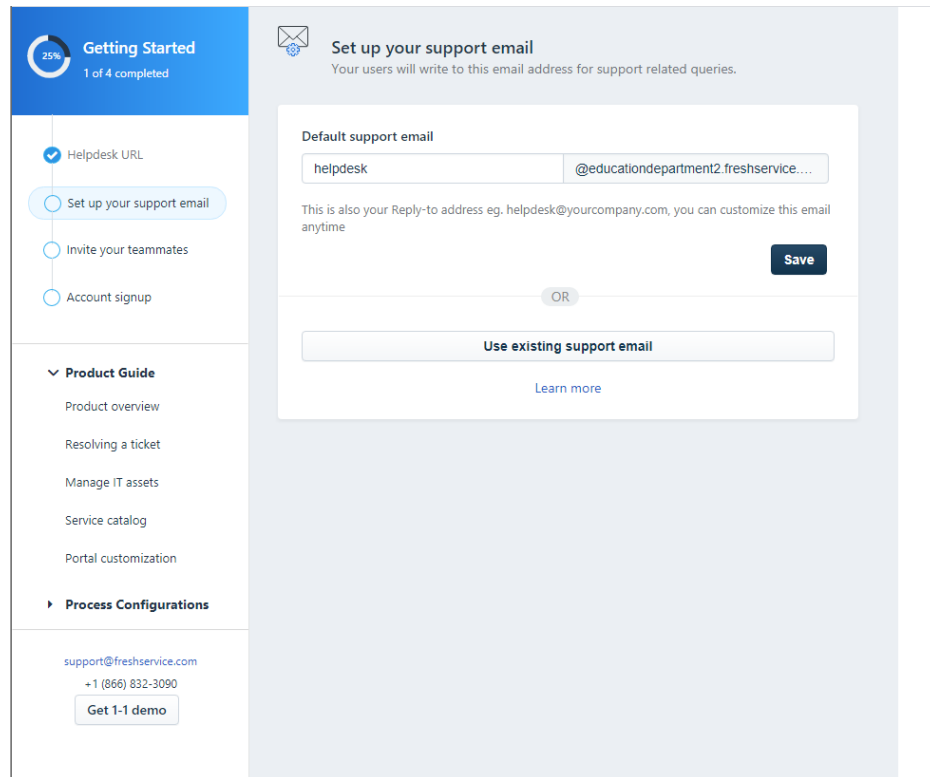 25%
Getting Started
1 of 4 completed
Helpdesk URL
Set up your support email
Invite your teammates
Account signup
Product Guide
Product overview
Resolving a ticket
Manage IT assets
Service catalog
Portal customization
Process Configurations
support@freshservice.com
+1 (866) 832-3090
Get 1-1 demo
Set up your support email
Your users will write to this email address for support related queries.
Default support email
helpdesk @educationdepartment2.freshservice....
This is also your Reply-to address eg. helpdesk@yourcompany.com, you can customize this email
anytime
Save
OR
Use existing support email
Learn more